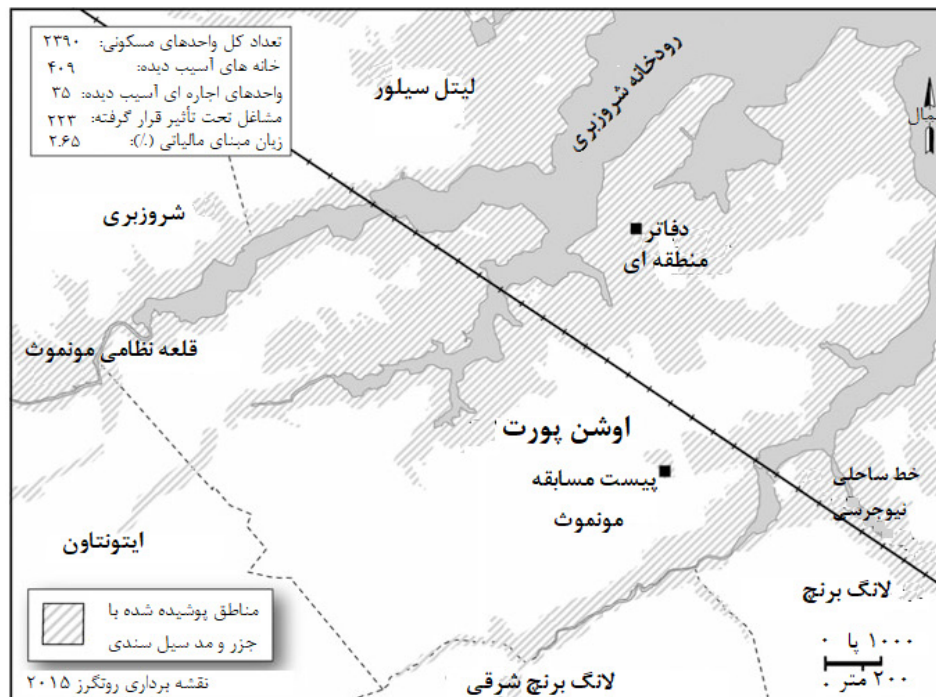 تعداد کل واحدهای مسکونی: ۲۳۹۰
خانه های آسیب دیده: ۴۰۹
واحدهای اجاره ای آسیب دیده: ۳۵
مشاغل تحت تأثیر قرار گرفته: ۲۲۳
زیان مبنای مالیاتی (٪): ۲.۶۵
لیتل سیلور
رودخانه شروزبری
شمال
شروزبری
دفاتر
منطقه ای
قلعه نظامی مونموث
اوشن پورت
پیست مسابقه
مونموث
خط ساحلی
نیوجرسی
ایتونتاون
لانگ برنچ
مناطق پوشیده شده با
جزر و مد سیل سندی
۰ پا ۱۰۰۰
۰ متر ۲۰۰
لانگ برنچ شرقی
نقشه برداری روتگرز ۲۰۱۵